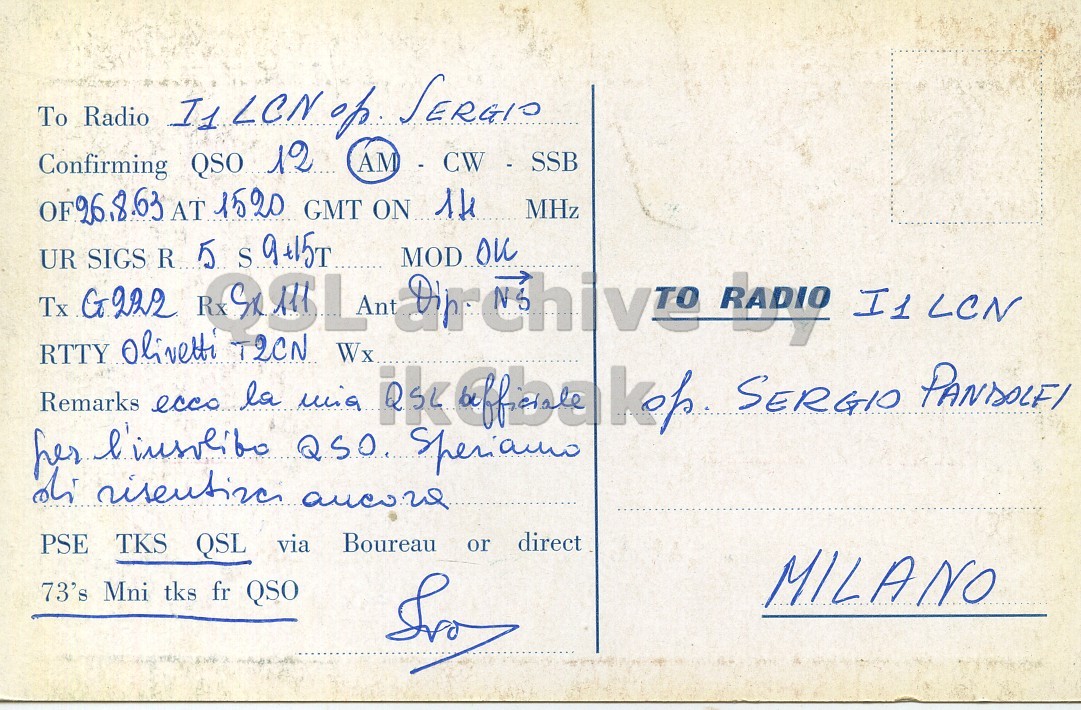 To Radio I1 LCN op. SERGIO
Confirming QSO 12 AM - CW - SSB
OF 26.8.63 AT 1520 GMT ON 14 MHz
UR SIGS R 5 S 9+15 T MOD OK
Tx G222 Rx SX 111 Ant Dip. NS
RTTY Olivetti T2CN Wx
Remarks ecco la mia QSL ufficiale
per l'insolito QSO. Speriamo
di risentirci ancora
PSE TKS QSL via Boureau or direct
73's Mni tks fr QSO
TO RADIO I1 LCN
op. SERGIO PANDOLFI
MILANO
QSL archive by
ik6bak